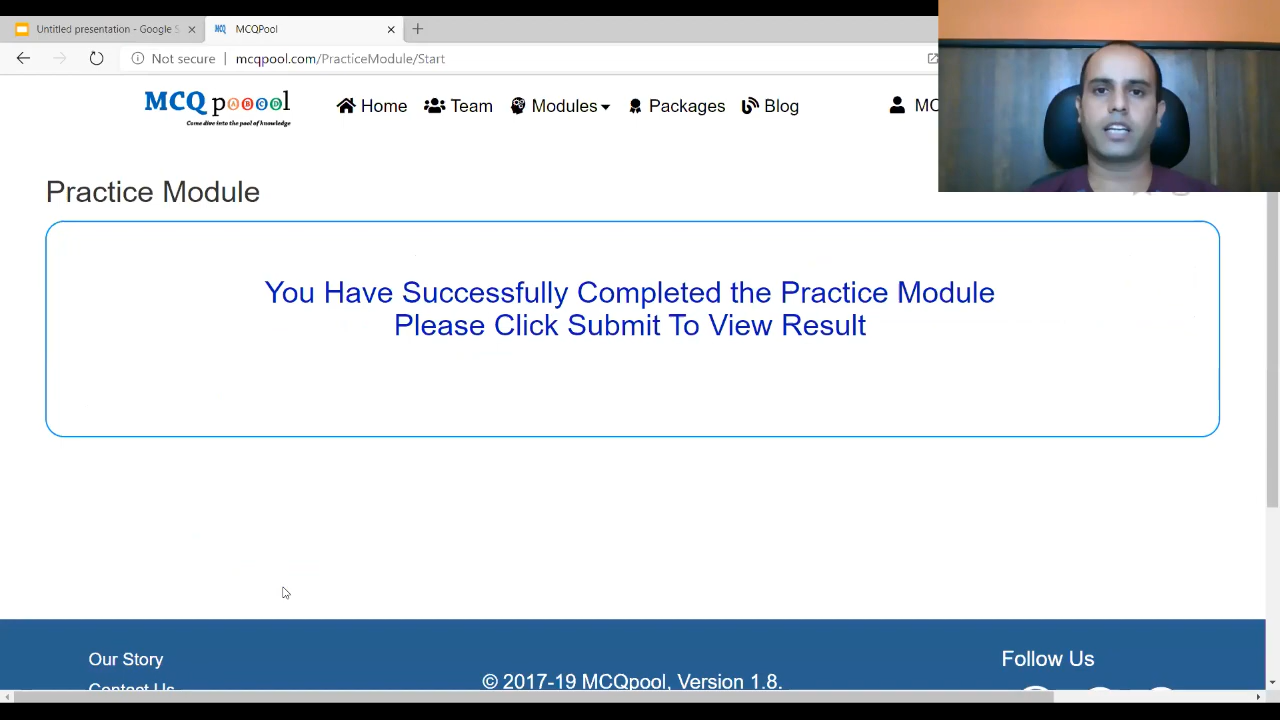 Untitled presentation - Google S
MCQPool
Not secure
mcqpool.com/PracticeModule/Start
MCQ pooool
Come dive into the pool of knowledge
Home
Team
Modules
Packages
Blog
MC
Practice Module
You Have Successfully Completed the Practice Module
Please Click Submit To View Result
Our Story
Contact Us
© 2017-19 MCQpool, Version 1.8.
Follow Us